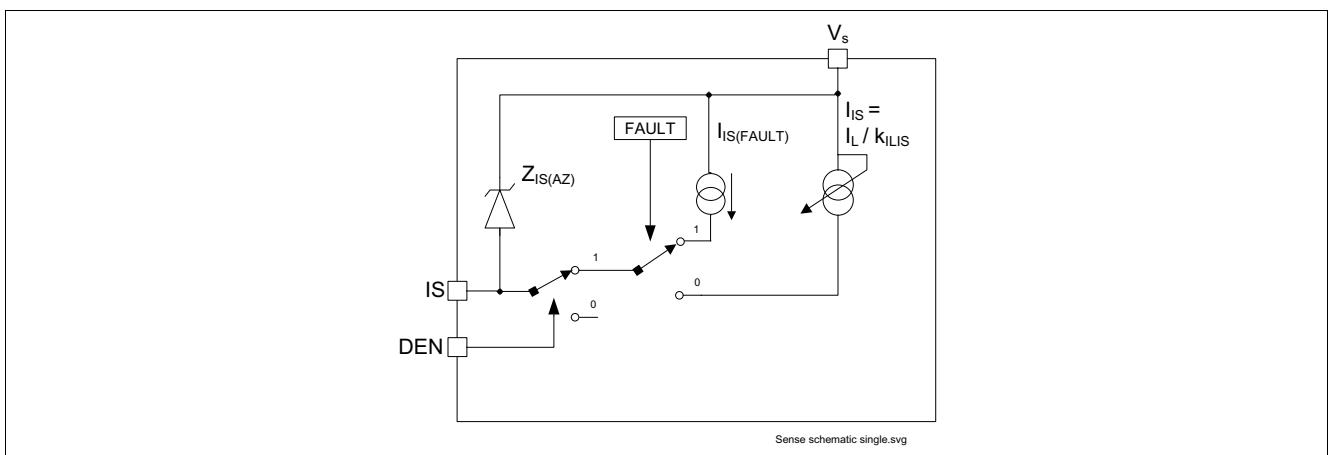 Vs
IIS =
FAULT
IIS(FAULT)
IL / kILIS
ZIS(AZ)
1
1
IS
0
0
DEN
Sense schematic single.svg